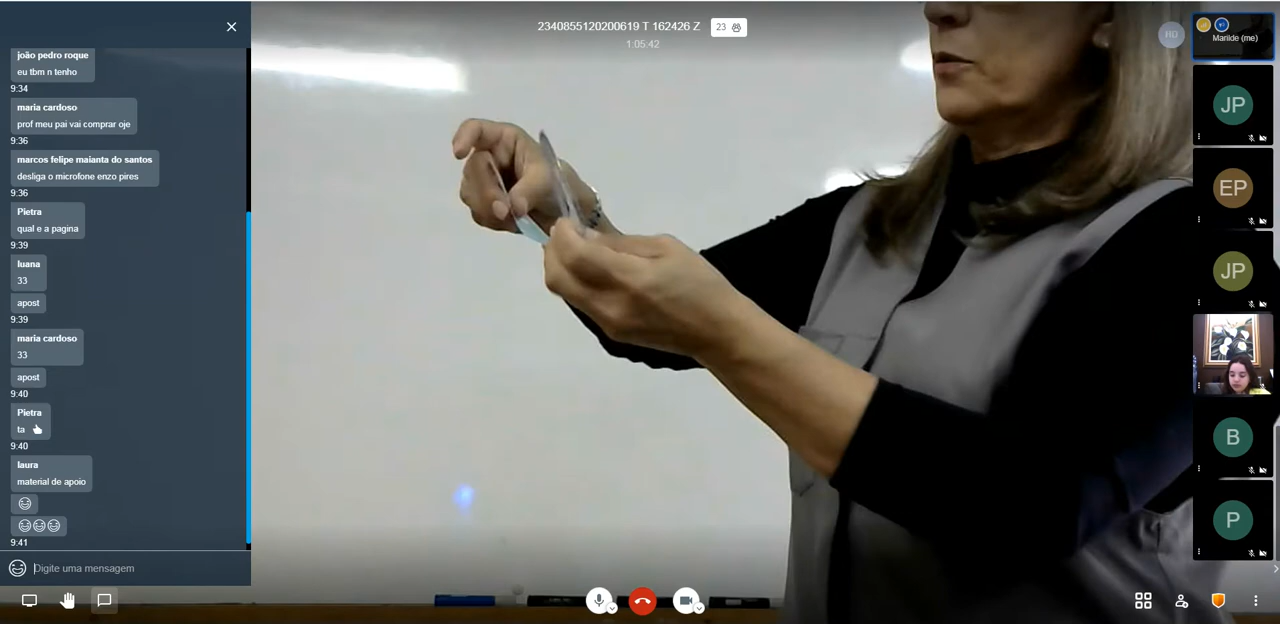 joão pedro roque
eu tbm n tenho
9:34
maria cardoso
prof meu pai vai comprar oje
9:36
marcos felipe maianta do santos
desliga o microfone enzo pires
9:36
Pietra
qual e a pagina
9:39
luana
33
apost
9:39
maria cardoso
33
apost
9:40
Pietra
ta
9:40
laura
material de apoio
9:41
Digite uma mensagem
2340855120200619 T 162426 Z
23
1:05:42
Marilde (me)
JP
EP
JP
B
P